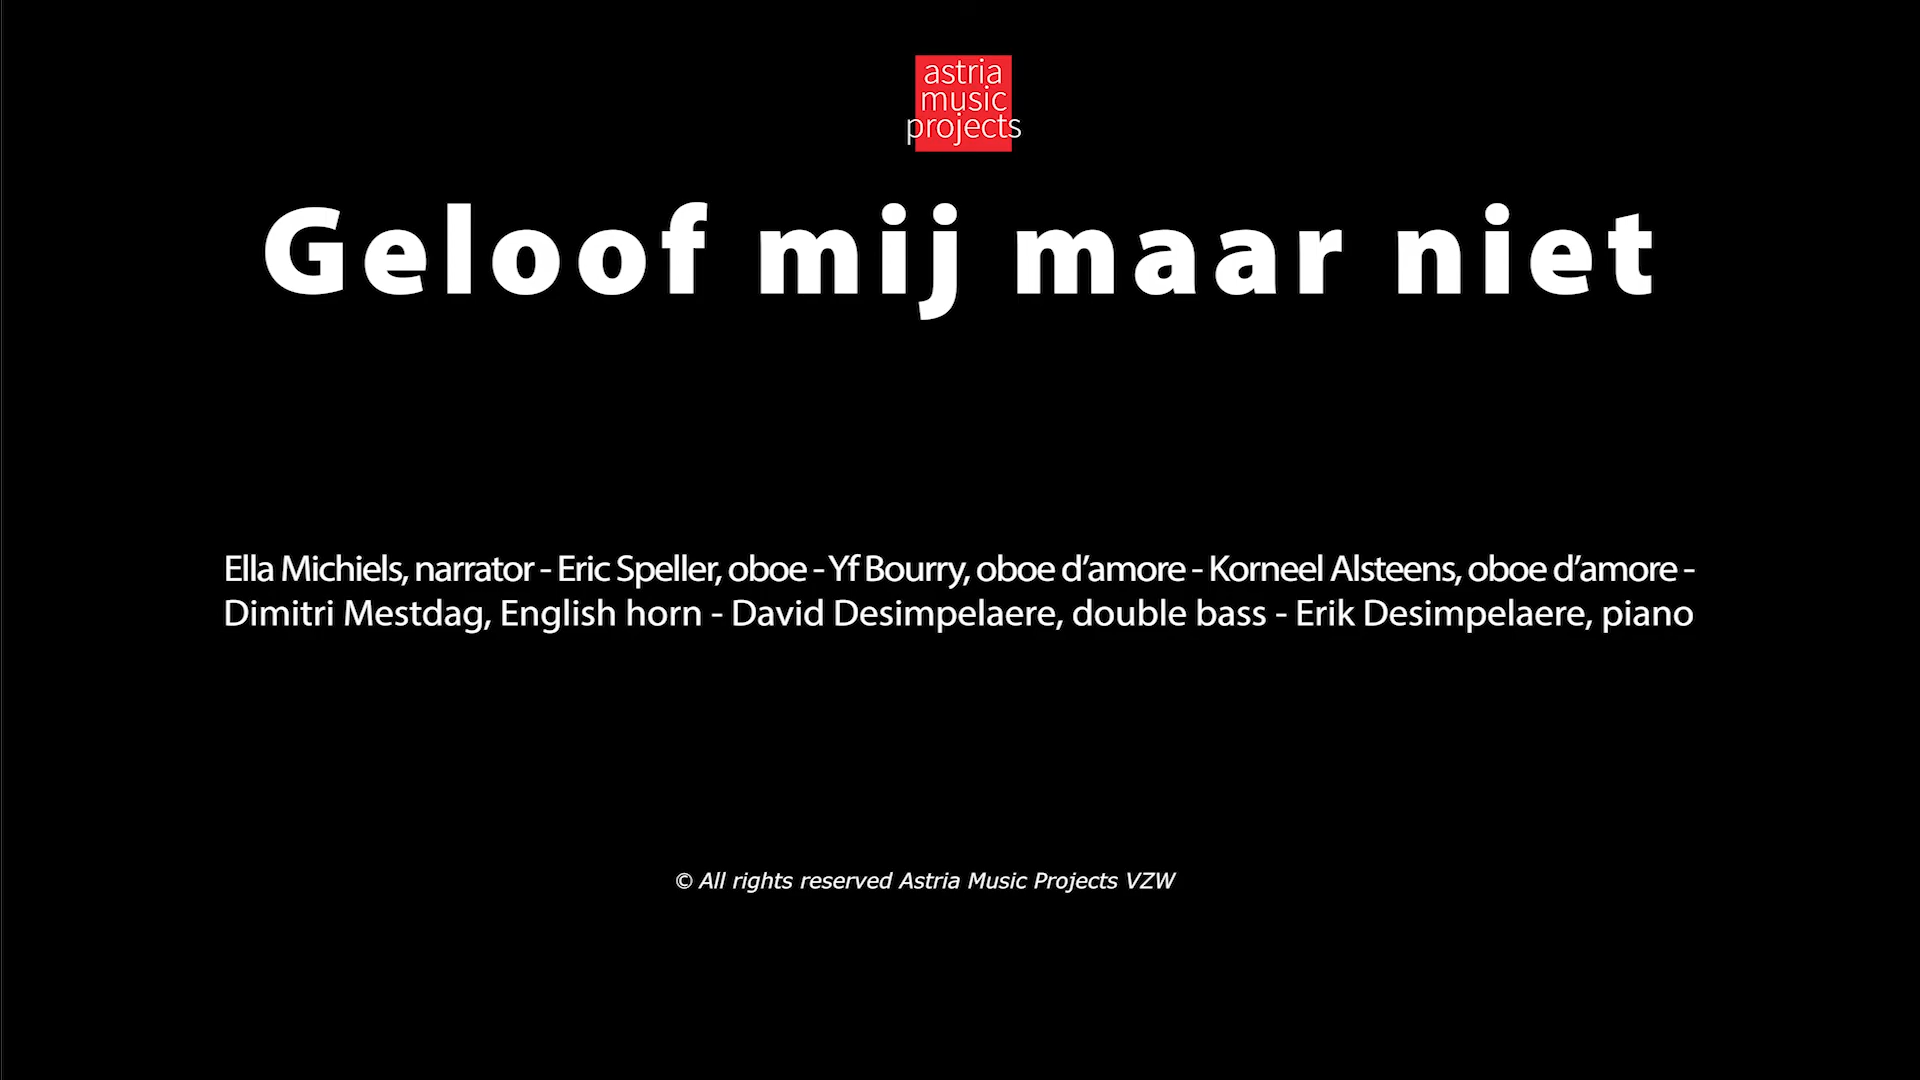 astria
music
projects
Geloof mij maar niet
Ella Michiels, narrator - Eric Speller, oboe - Yf Bourry, oboe d’amore - Korneel Alsteens, oboe d’amore -
Dimitri Mestdag, English horn - David Desimpelaere, double bass - Erik Desimpelaere, piano
© All rights reserved Astria Music Projects VZW